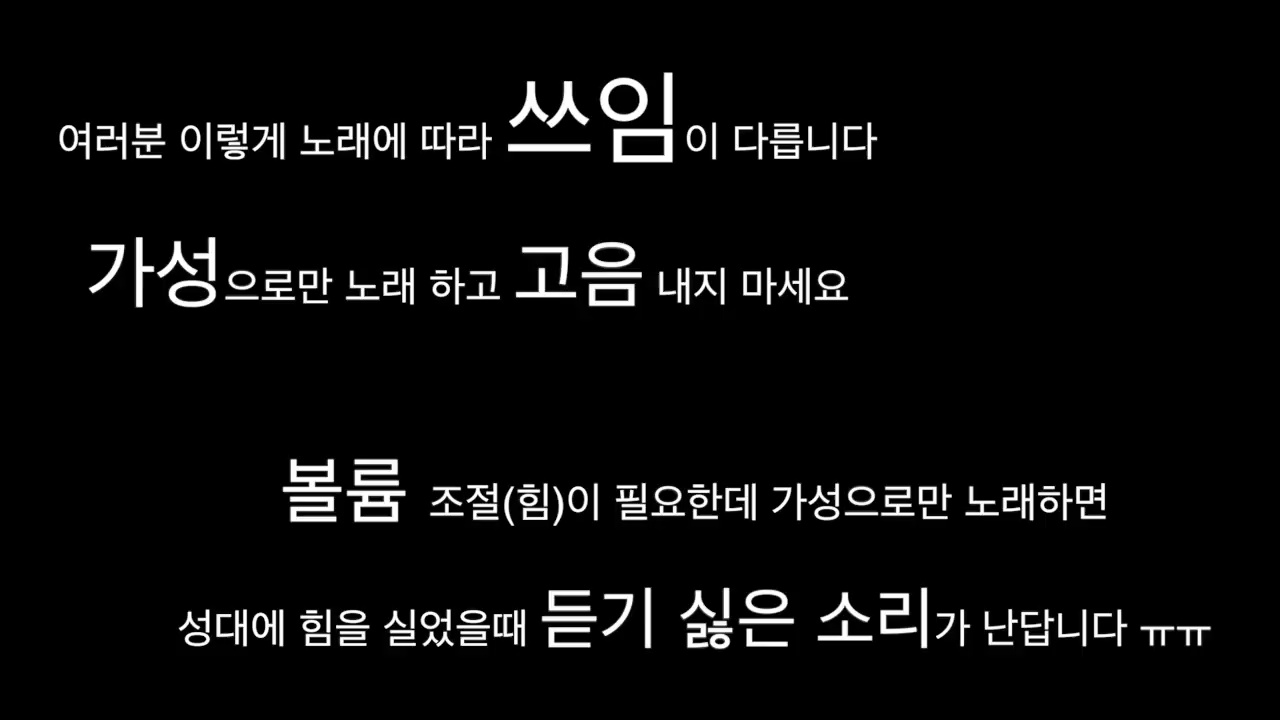 여러분 이렇게 노래에 따라 쓰임이 다릅니다
가성으로만 노래 하고 고음 내지 마세요
볼륨 조절(힘)이 필요한데 가성으로만 노래하면
성대에 힘을 실었을때 듣기 싫은 소리가 난답니다 ㅠㅠ